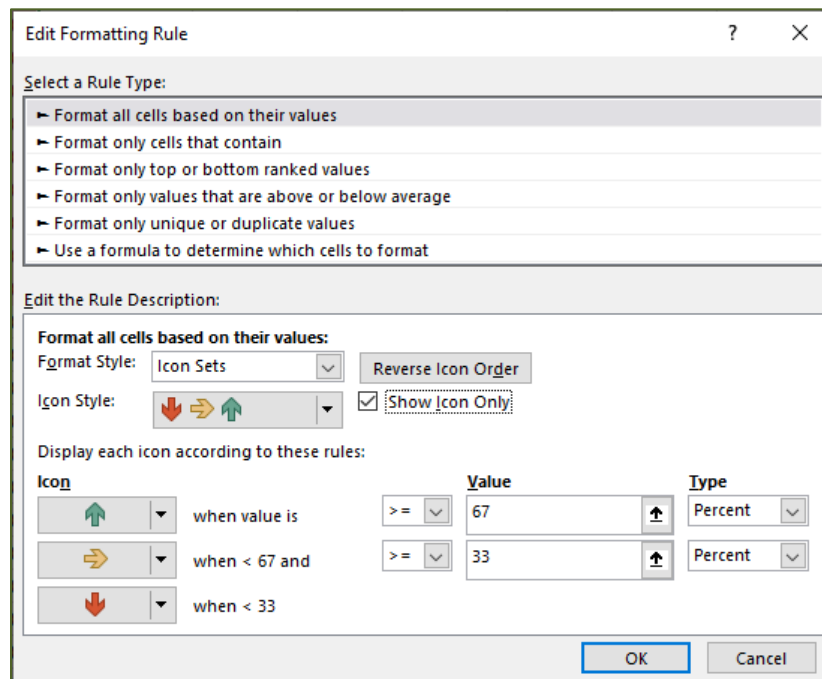 Edit Formatting Rule ? ×
Select a Rule Type:
► Format all cells based on their values
► Format only cells that contain
► Format only top or bottom ranked values
► Format only values that are above or below average
► Format only unique or duplicate values
► Use a formula to determine which cells to format
Edit the Rule Description:
Format all cells based on their values:
Format Style: Icon Sets Reverse Icon Order
Icon Style: Show Icon Only
Display each icon according to these rules:
Icon Value Type
when value is >= 67 Percent
when < 67 and >= 33 Percent
when < 33
OK Cancel